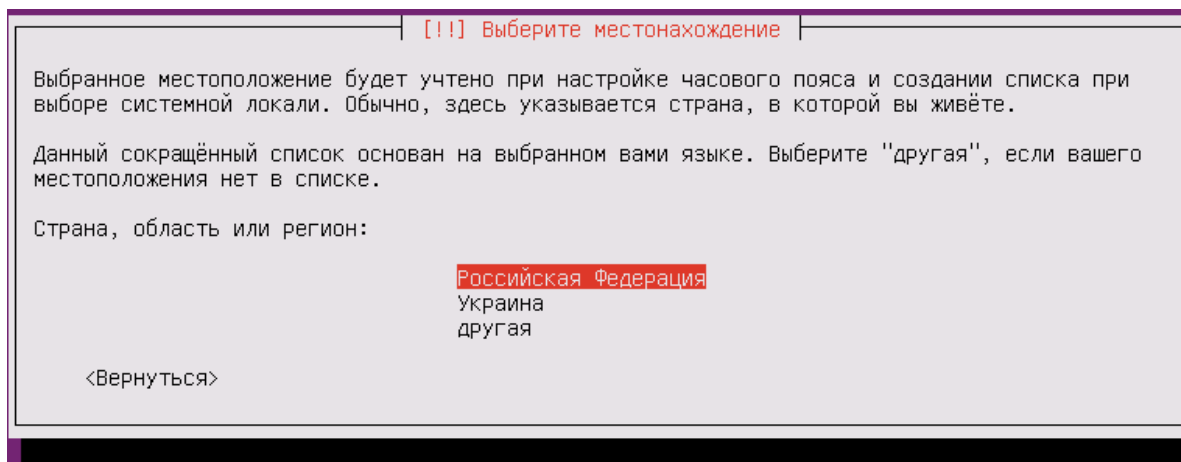 [!!] Выберите местонахождение
Выбранное местоположение будет учтено при настройке часового пояса и создании списка при
выборе системной локали. Обычно, здесь указывается страна, в которой вы живёте.
Данный сокращённый список основан на выбранном вами языке. Выберите "другая", если вашего
местоположения нет в списке.
Страна, область или регион:
Российская Федерация
Украина
другая
<Вернуться>